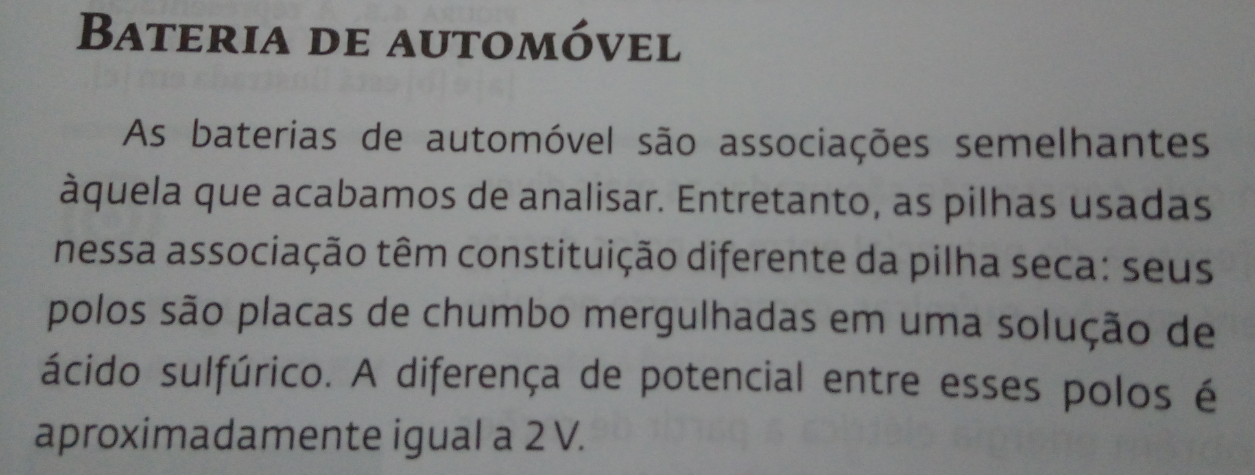 BATERIA DE AUTOMÓVEL
As baterias de automóvel são associações semelhantes
àquela que acabamos de analisar. Entretanto, as pilhas usadas
nessa associação têm constituição diferente da pilha seca: seus
polos são placas de chumbo mergulhadas em uma solução de
ácido sulfúrico. A diferença de potencial entre esses polos é
aproximadamente igual a 2 V.